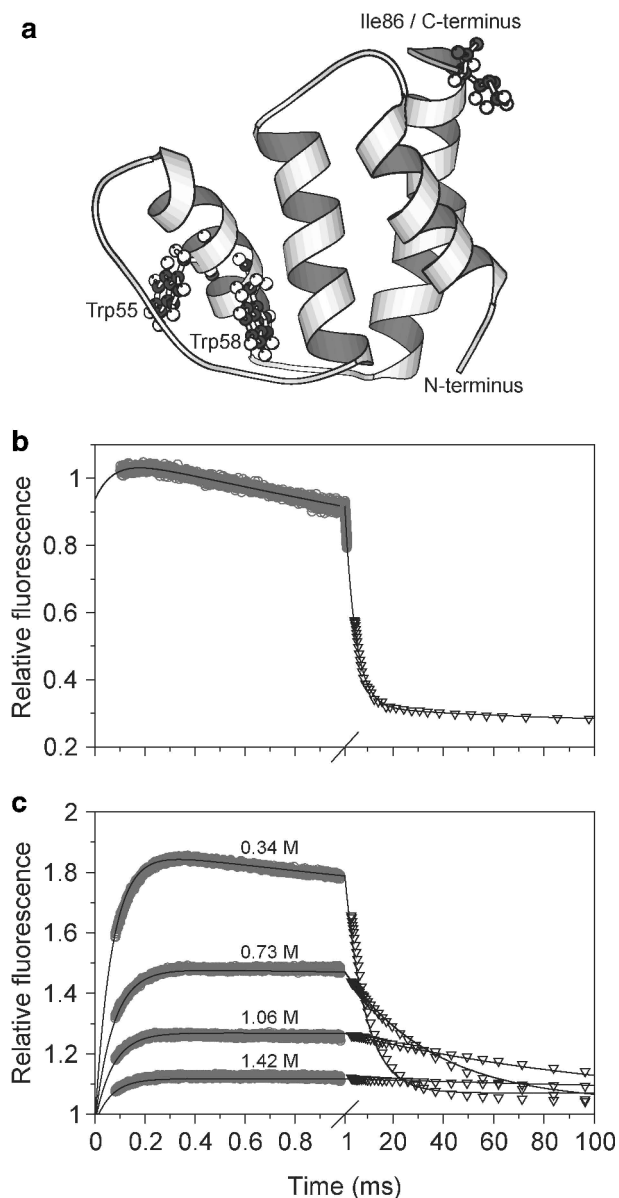 a
Ile86 / C-terminus
Trp55
Trp58
N-terminus
b
Relative fluorescence
1
0.8
0.6
0.4
0.2
c
Relative fluorescence
2
1.8
1.6
1.4
1.2
1
0.34 M
0.73 M
1.06 M
1.42 M
0 0.2 0.4 0.6 0.8 1 20 40 60 80 100
Time (ms)